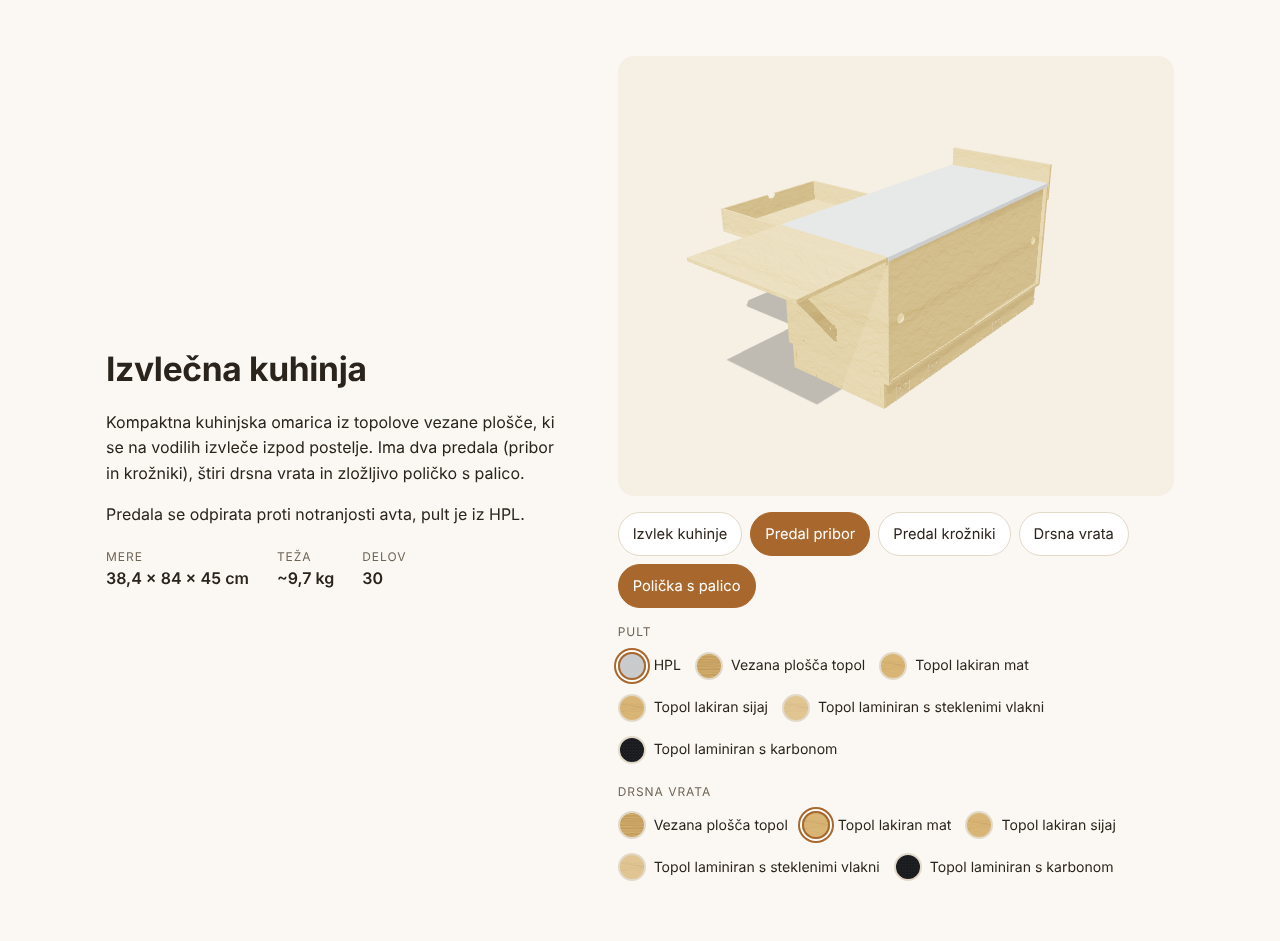 Izvlečna kuhinja
Kompaktna kuhinjska omarica iz topolove vezane plošče, ki
se na vodilih izvleče izpod postelje. Ima dva predala (pribor
in krožniki), štiri drsna vrata in zložljivo poličko s palico.
Predala se odpirata proti notranjosti avta, pult je iz HPL.
MERE TEŽA DELOV
38,4 × 84 × 45 cm ~9,7 kg 30
Izvlek kuhinje Predal pribor Predal krožniki Drsna vrata
Polička s palico
PULT
HPL Vezana plošča topol Topol lakiran mat
Topol lakiran sijaj Topol laminiran s steklenimi vlakni
Topol laminiran s karbonom
DRSNA VRATA
Vezana plošča topol Topol lakiran mat Topol lakiran sijaj
Topol laminiran s steklenimi vlakni Topol laminiran s karbonom